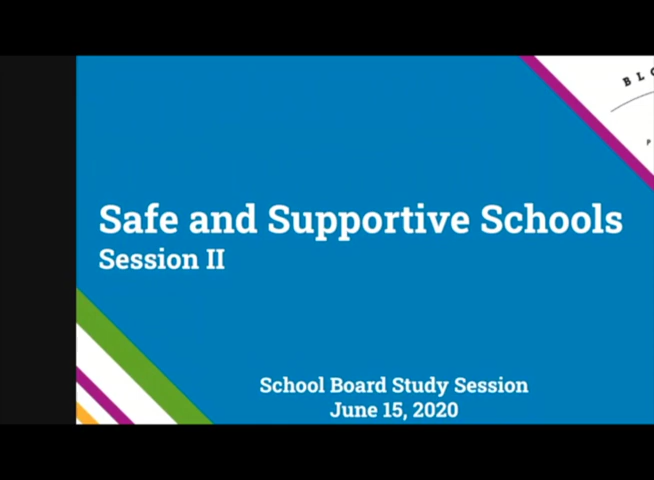 Safe and Supportive Schools
Session II
School Board Study Session
June 15, 2020